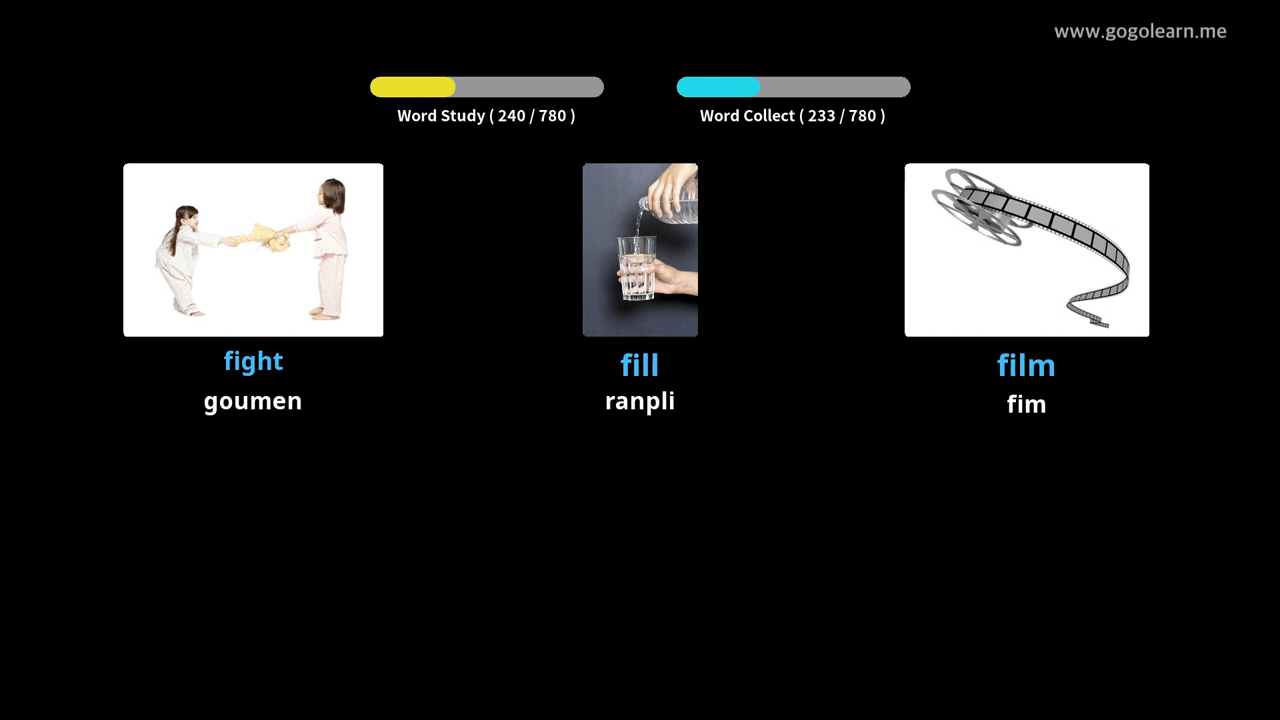 www.gogolearn.me
Word Study ( 240 / 780 )
Word Collect ( 233 / 780 )
fight
fill
film
goumen
ranpli
fim